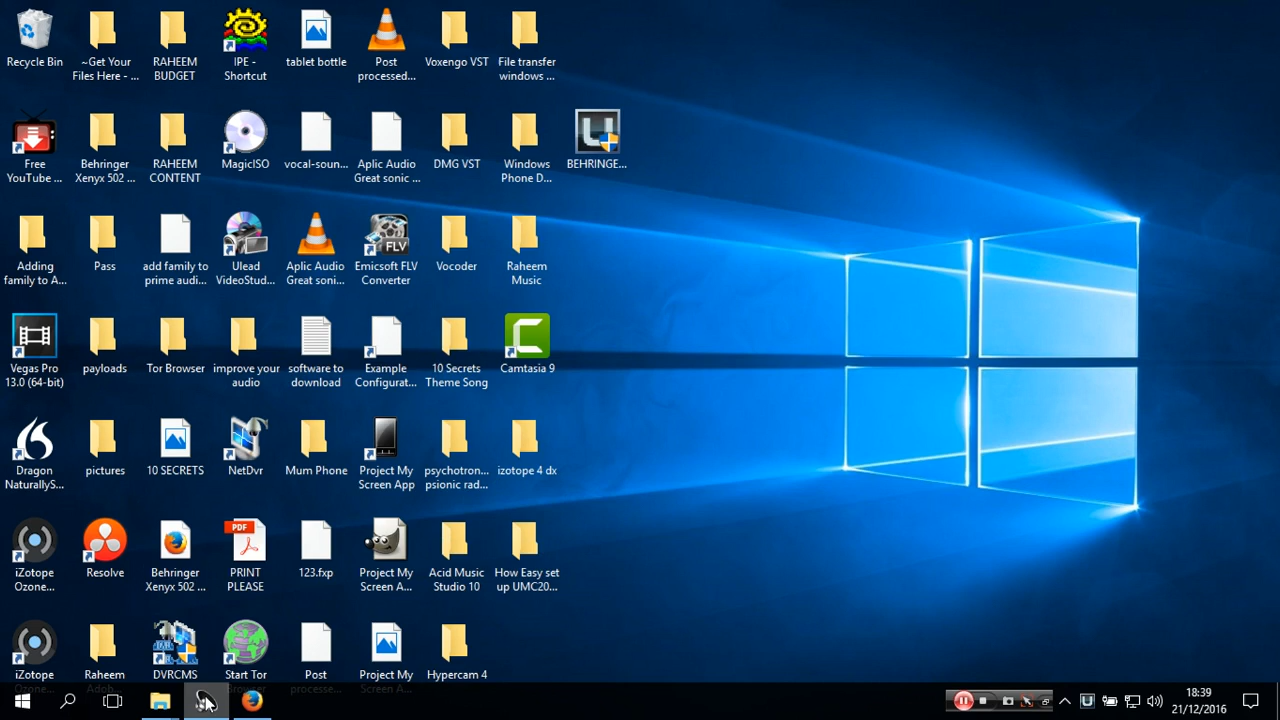 Recycle Bin
~Get Your
Files Here - ...
RAHEEM
BUDGET
IPE -
Shortcut
tablet bottle
Post
processed...
Voxengo VST
File transfer
windows ...
Free
YouTube ...
Behringer
Xenyx 502 ...
RAHEEM
CONTENT
MagicISO
vocal-soun...
Aplic Audio
Great sonic ...
DMG VST
Windows
Phone D...
BEHRINGE...
Adding
family to A...
Pass
add family to
prime audi...
Ulead
VideoStud...
Aplic Audio
Great soni...
FLV
Emicsoft FLV
Converter
Vocoder
Raheem
Music
Vegas Pro
13.0 (64-bit)
payloads
Tor Browser
improve your
audio
software to
download
Example
Configurat...
10 Secrets
Theme Song
Camtasia 9
Dragon
NaturallyS...
pictures
10 SECRETS
NetDvr
Mum Phone
Project My
Screen App
psychotron...
psionic rad...
izotope 4 dx
iZotope
Ozone...
Resolve
Behringer
Xenyx 502 ...
PDF
PRINT
PLEASE
123.fxp
Project My
Screen A...
Acid Music
Studio 10
How Easy set
up UMC20...
iZotope
Ozone...
Raheem
Adob...
DVRCMS
Start Tor
Browser
Post
processe...
Project My
Screen A...
Hypercam 4
18:39
21/12/2016